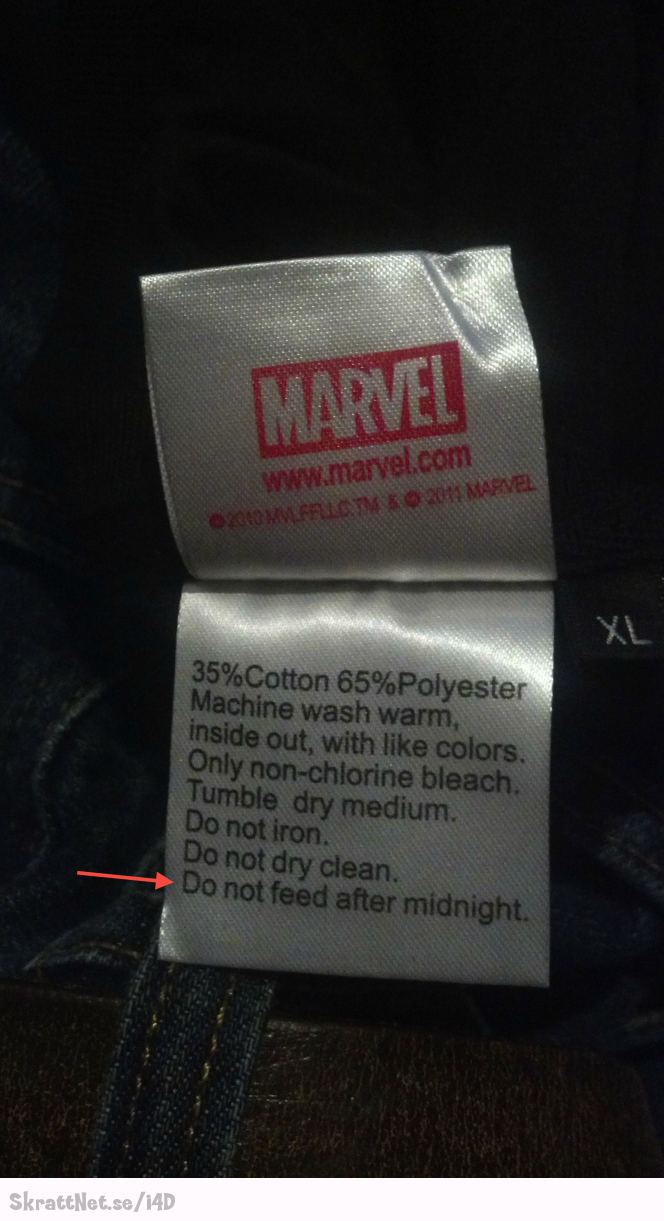 MARVEL
www.marvel.com
©2010 MVLFFLLC.TM & © 2011 MARVEL
XL
35%Cotton 65%Polyester
Machine wash warm,
inside out, with like colors.
Only non-chlorine bleach.
Tumble dry medium.
Do not iron.
Do not dry clean.
Do not feed after midnight.
SkrattNet.se/i4D